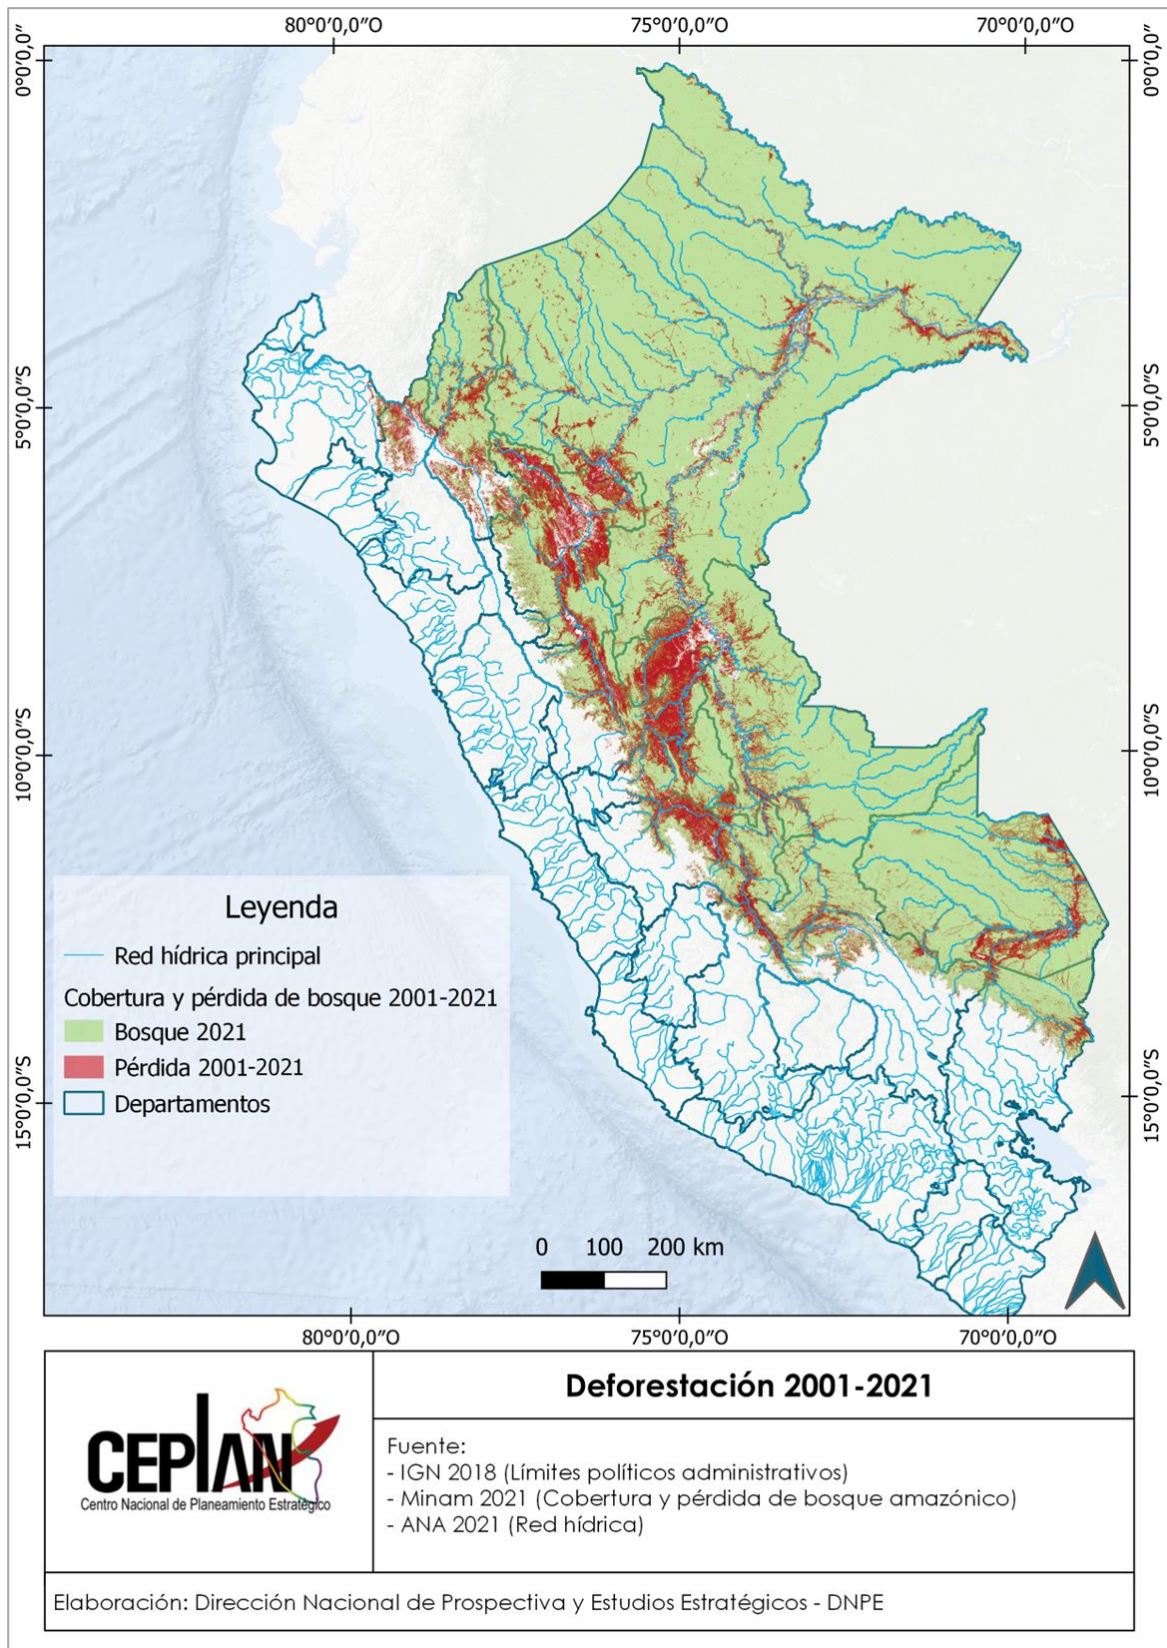 80°0'0,0"O 75°0'0,0"O 70°0'0,0"O
0°0'0,0" 0°0'0,0"
5°0'0,0"S 5°0'0,0"S
10°0'0,0"S 10°0'0,0"S
15°0'0,0"S 15°0'0,0"S
Leyenda
Red hídrica principal
Cobertura y pérdida de bosque 2001-2021
Bosque 2021
Pérdida 2001-2021
Departamentos
0 100 200 km
80°0'0,0"O 75°0'0,0"O 70°0'0,0"O
CEPLAN
Centro Nacional de Planeamiento Estratégico
Deforestación 2001-2021
Fuente:
- IGN 2018 (Límites políticos administrativos)
- Minam 2021 (Cobertura y pérdida de bosque amazónico)
- ANA 2021 (Red hídrica)
Elaboración: Dirección Nacional de Prospectiva y Estudios Estratégicos - DNPE